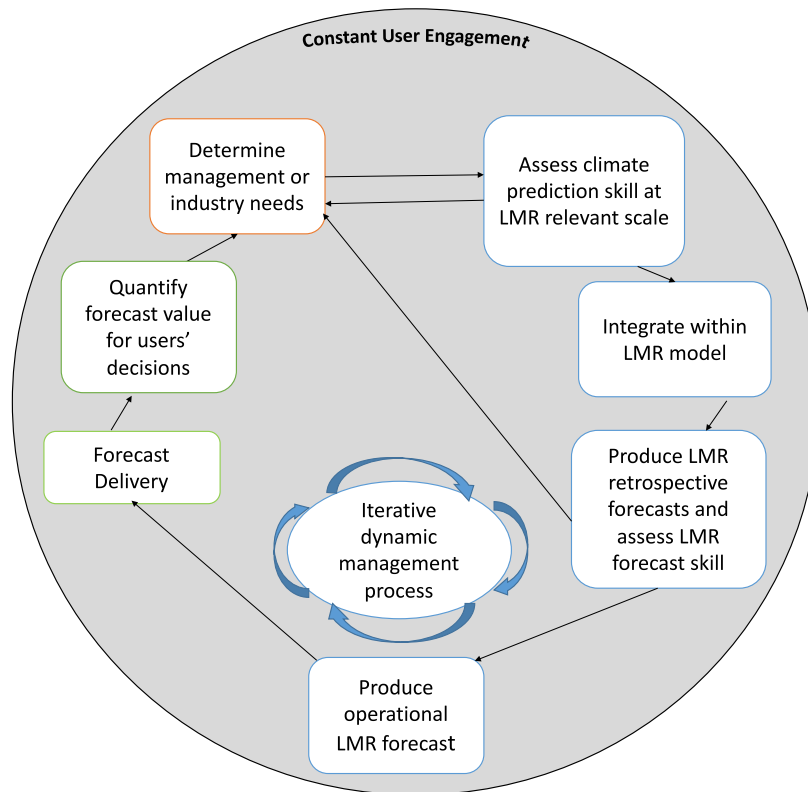 Constant User Engagement
Determine
management or
industry needs
Assess climate
prediction skill at
LMR relevant scale
Quantify
forecast value
for users’
decisions
Integrate within
LMR model
Forecast
Delivery
Produce LMR
retrospective
forecasts and
assess LMR
forecast skill
Iterative
dynamic
management
process
Produce
operational
LMR forecast